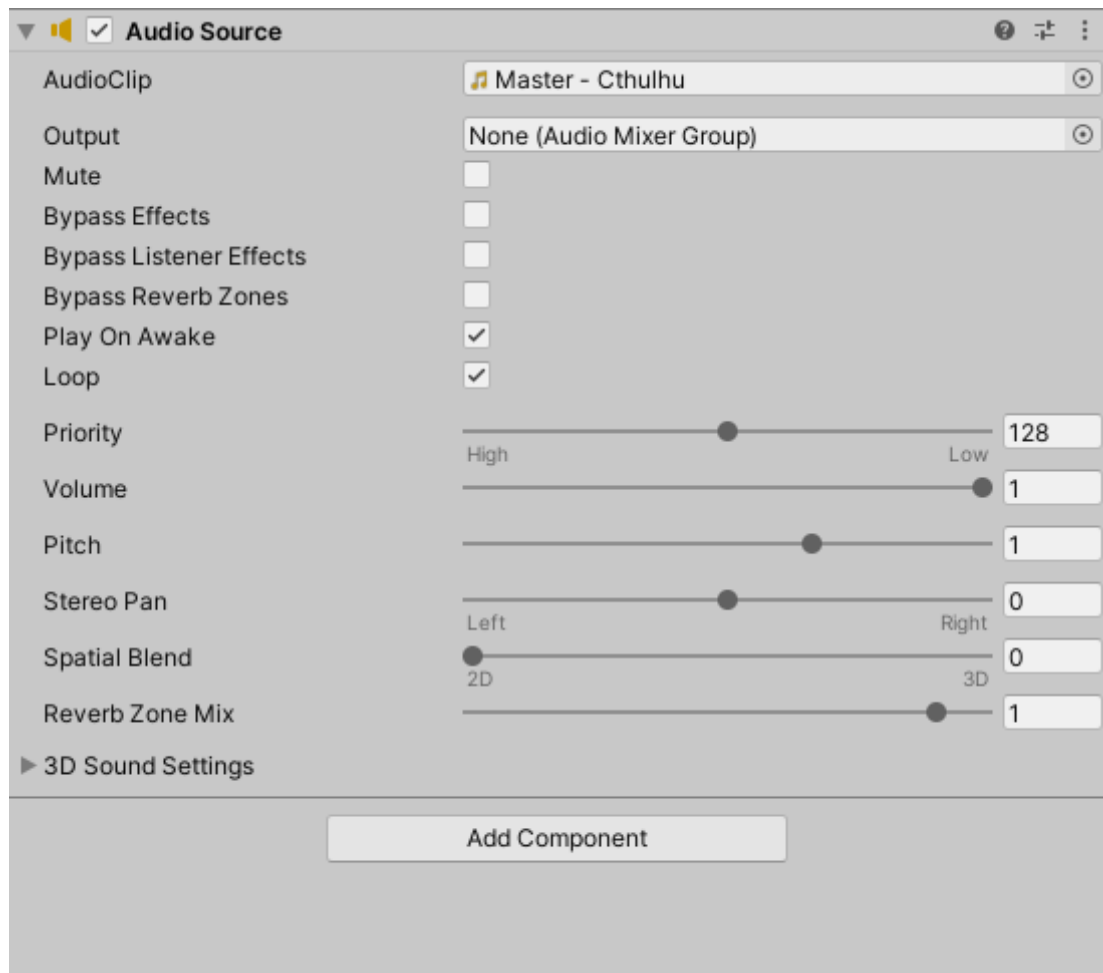 Audio Source
AudioClip Master - Cthulhu
Output None (Audio Mixer Group)
Mute
Bypass Effects
Bypass Listener Effects
Bypass Reverb Zones
Play On Awake
Loop
Priority 128
High Low
Volume 1
Pitch 1
Stereo Pan 0
Left Right
Spatial Blend 0
2D 3D
Reverb Zone Mix 1
3D Sound Settings
Add Component